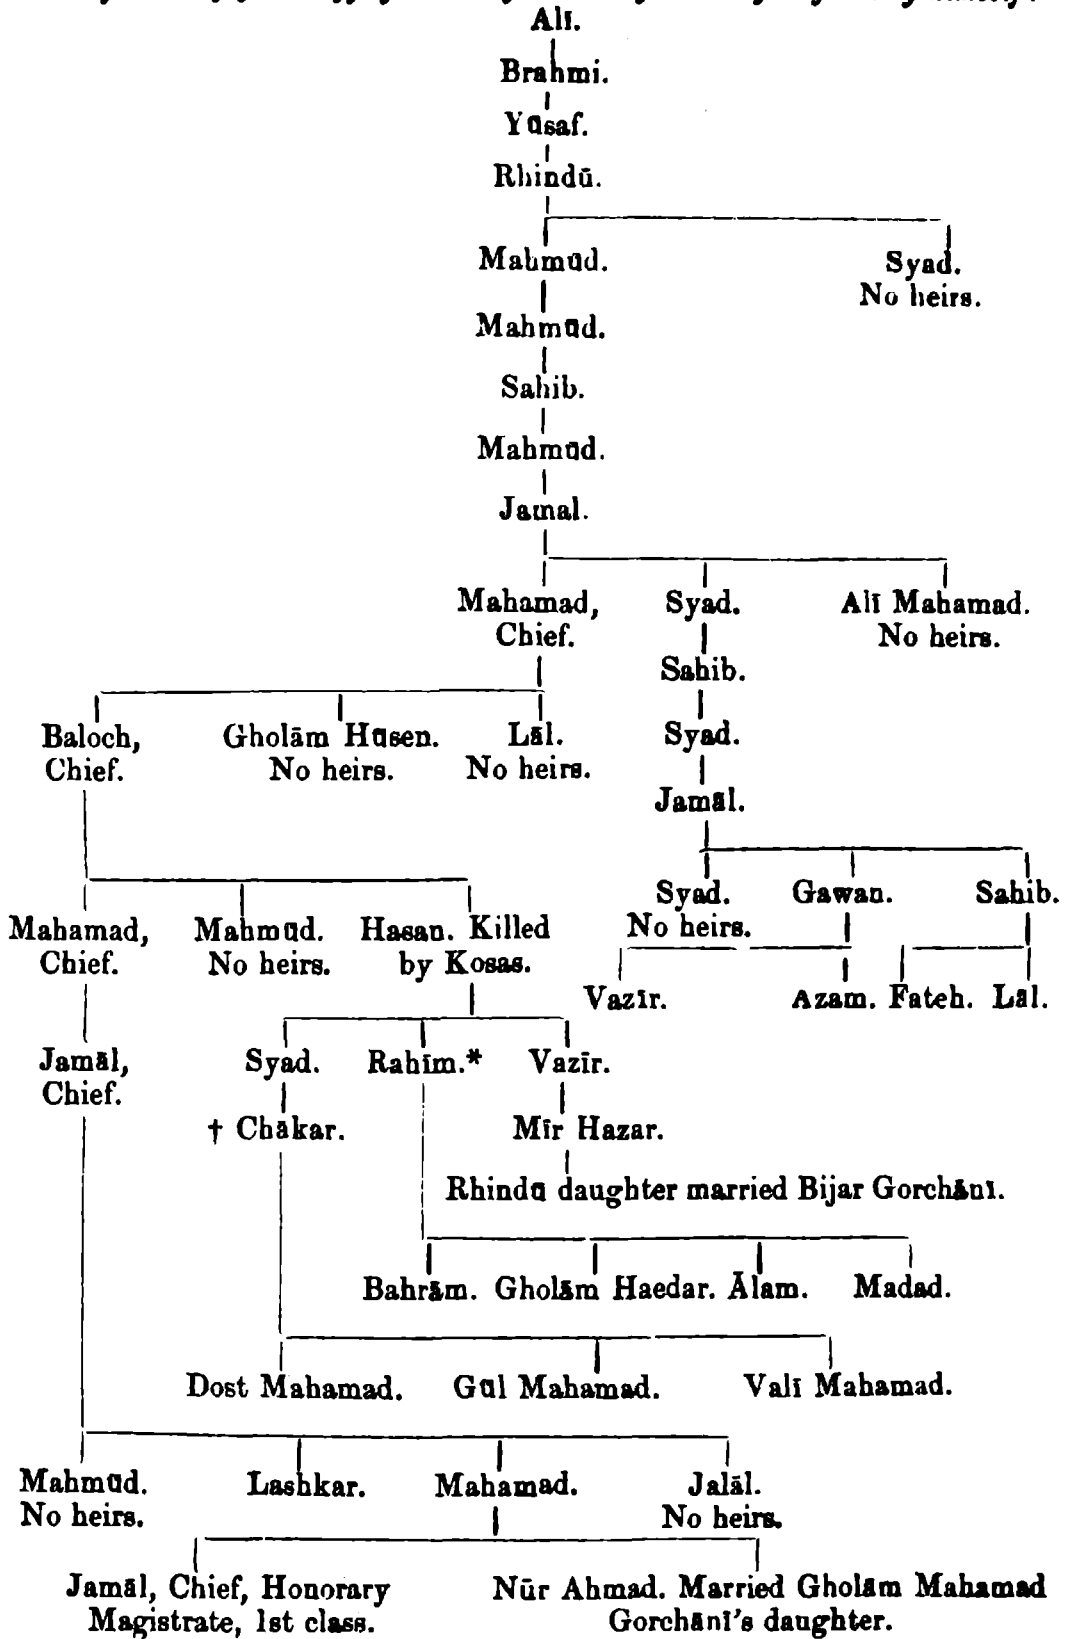 Alī.
Brahmi.
Yūsaf.
Rhindū.
Mahmūd. Syad.
No heirs.
Mahmūd.
Sahib.
Mahmūd.
Jamal.
Mahamad, Syad. Alī Mahamad.
Chief. No heirs.
Sahib.
Baloch, Gholām Hūsen. Lāl. Syad.
Chief. No heirs. No heirs.
Jamāl.
Syad. Gawan. Sahib.
No heirs.
Mahamad, Mahmūd. Hasan. Killed
Chief. No heirs. by Kosas.
Vazīr. Azam. Fateh. Lāl.
Jamāl, Syad. Rahīm.* Vazīr.
Chief.
† Chākar. Mīr Hazar.
Rhindū daughter married Bijar Gorchānī.
Bahrām. Gholām Haedar. Ālam. Madad.
Dost Mahamad. Gūl Mahamad. Valī Mahamad.
Mahmūd. Lashkar. Mahamad. Jalāl.
No heirs. No heirs.
Jamāl, Chief, Honorary Nūr Ahmad. Married Gholām Mahamad
Magistrate, 1st class. Gorchānī's daughter.